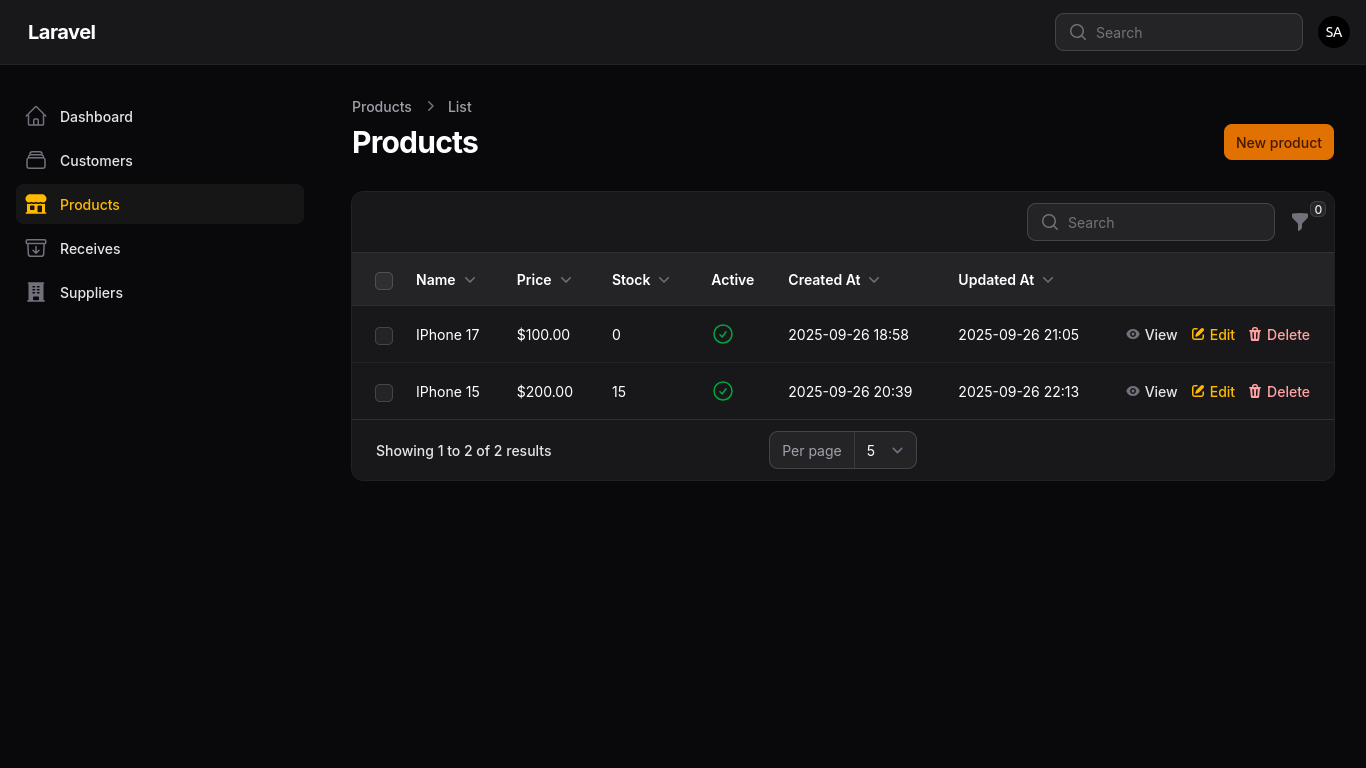 Laravel
Search
SA
Dashboard
Customers
Products
Receives
Suppliers
Products List
Products
New product
Search
0
Name Price Stock Active Created At Updated At
IPhone 17 $100.00 0 2025-09-26 18:58 2025-09-26 21:05 View Edit Delete
IPhone 15 $200.00 15 2025-09-26 20:39 2025-09-26 22:13 View Edit Delete
Showing 1 to 2 of 2 results
Per page 5